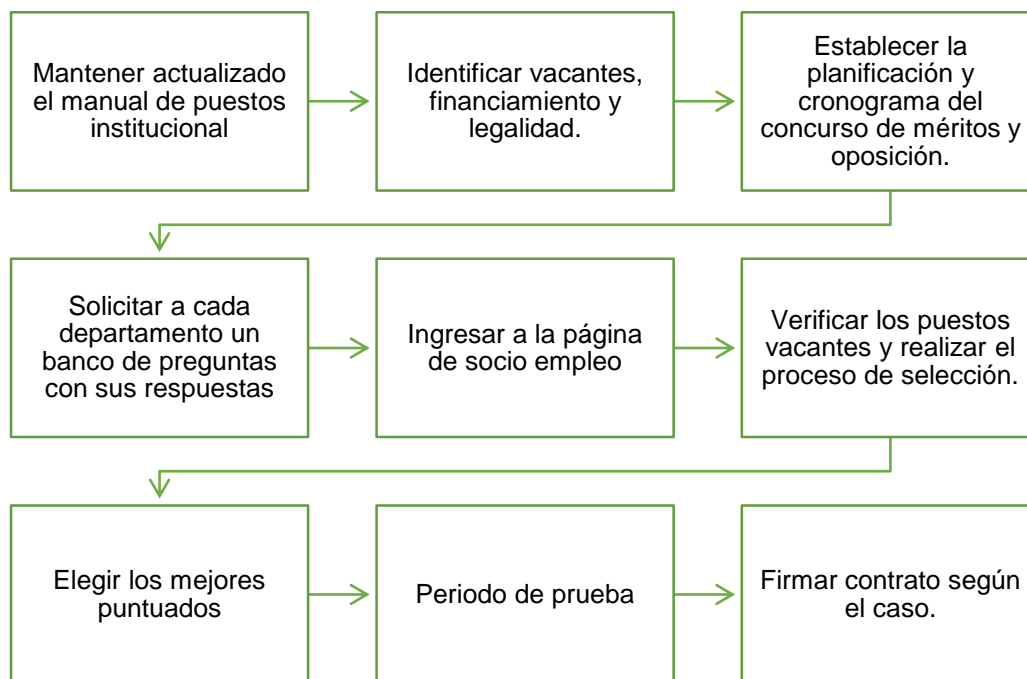 Mantener actualizado
el manual de puestos
institucional
Identificar vacantes,
financiamiento y
legalidad.
Establecer la
planificación y
cronograma del
concurso de méritos y
oposición.
Solicitar a cada
departamento un
banco de preguntas
con sus respuestas
Ingresar a la página
de socio empleo
Verificar los puestos
vacantes y realizar el
proceso de selección.
Elegir los mejores
puntuados
Periodo de prueba
Firmar contrato según
el caso.